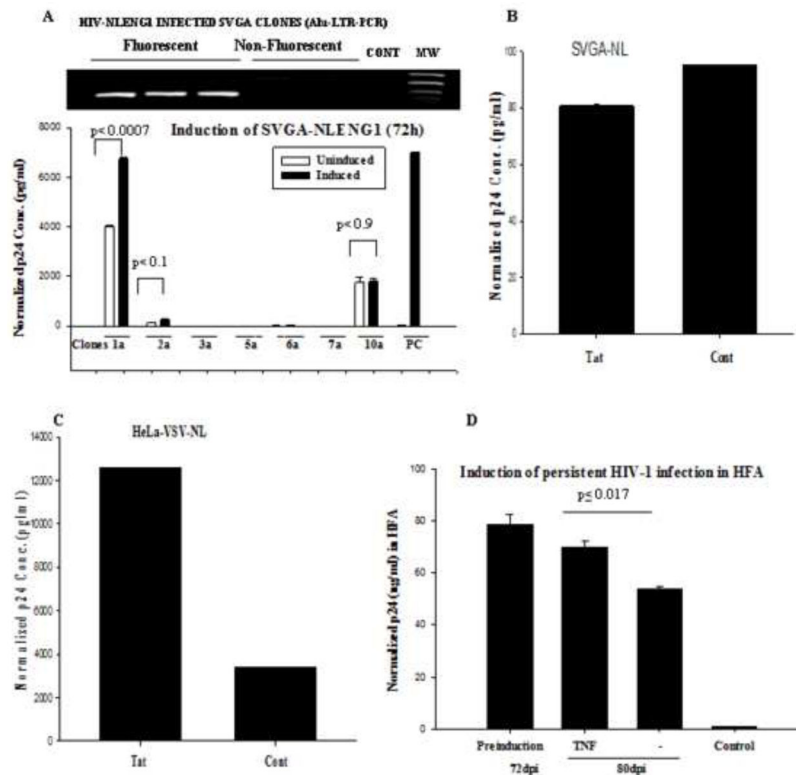 A
HIV-NLENG1 INFECTED SVGA CLONES (Alu-LTR-PCR)
Fluorescent Non-Fluorescent CONT MW
Induction of SVGA-NLENG1 (72h)
p<0.0007
Uninduced
Induced
p<0.1
p<0.9
Normalized p24 Conc. (pg/ml)
8000
6000
4000
2000
0
Clones 1a 2a 3a 5a 6a 7a 10a PC
B
SVGA-NL
Normalized p24 Conc. (pg/ml)
100
80
60
40
20
0
Tat Cont
C
HeLa-VSV-NL
Normalized p24 Conc. (pg/ml)
14000
12000
10000
8000
6000
4000
2000
0
Tat Cont
D
Induction of persistent HIV-1 infection in HFA
p≤0.017
Normalized p24 (ng/ml) in HFA
100
80
60
40
20
0
Preinduction TNF - Control
72dpi 80dpi